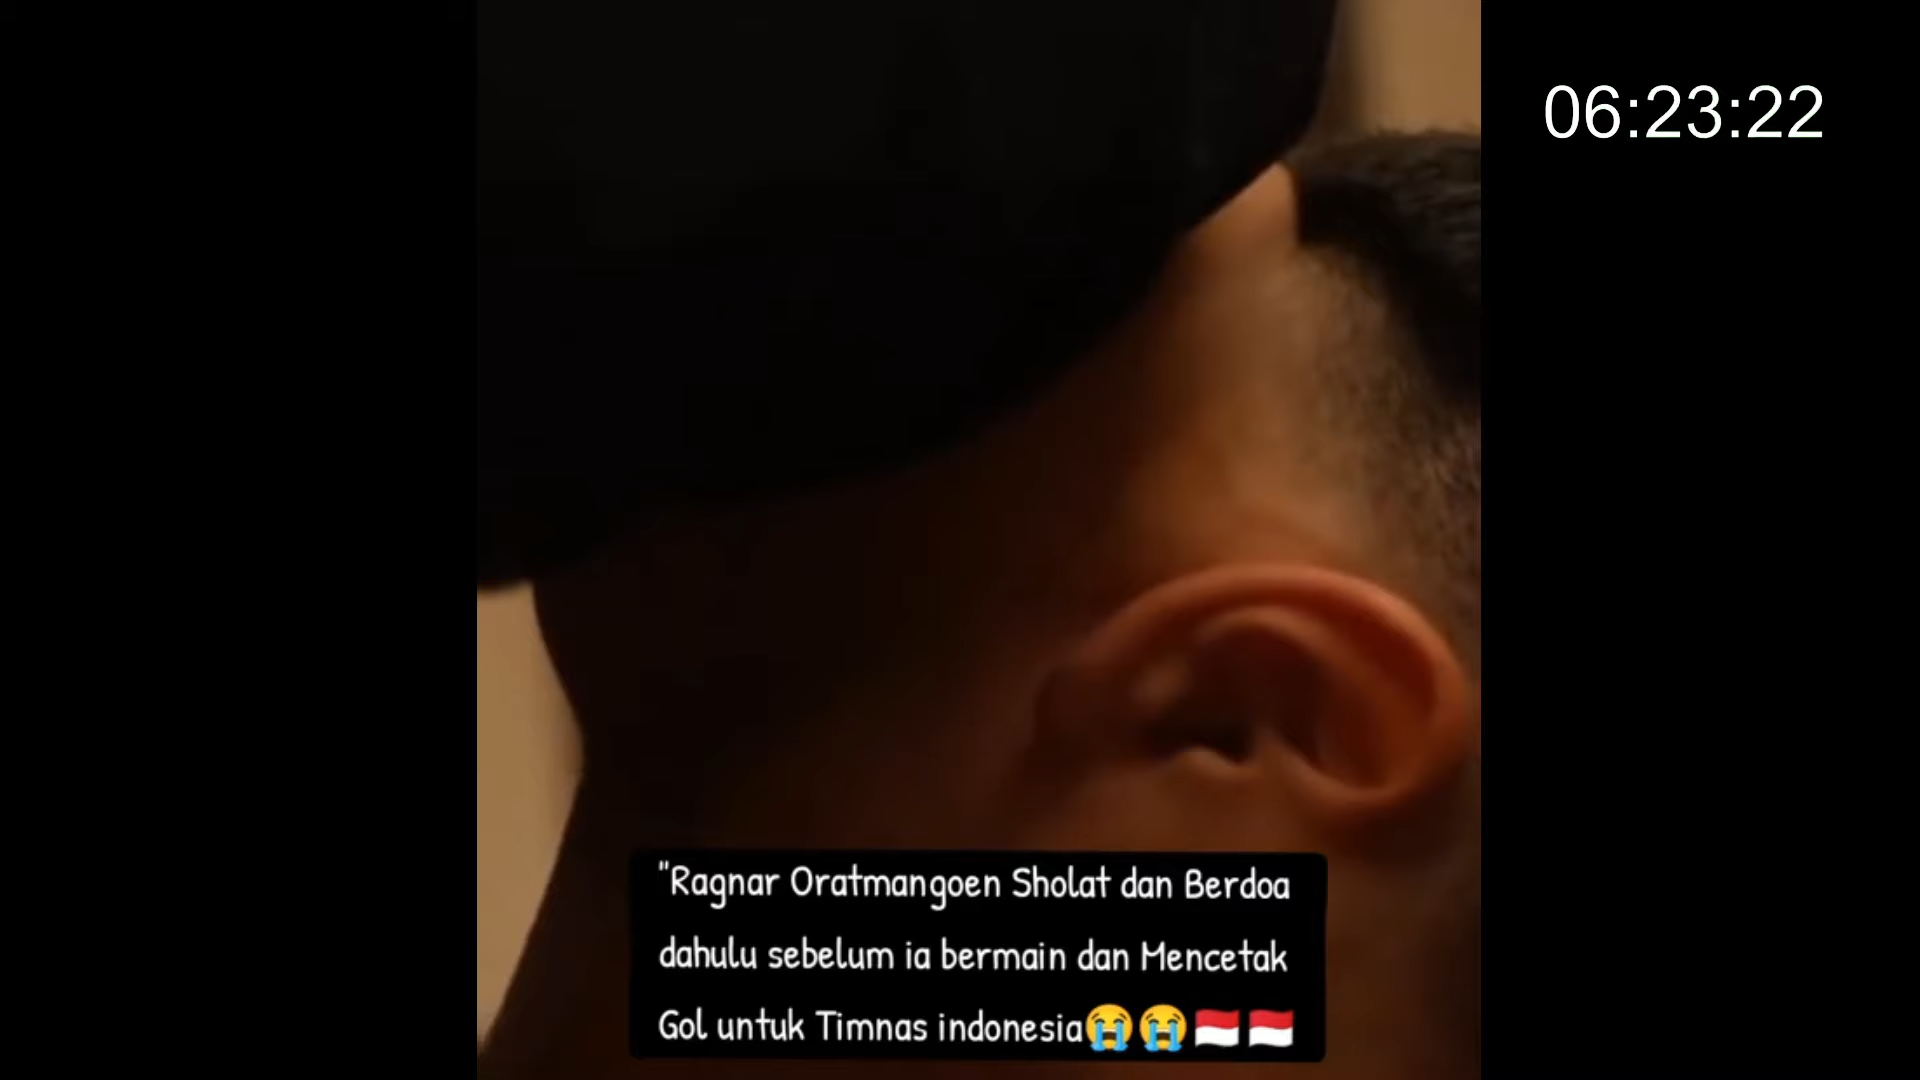 06:23:22
"Ragnar Oratmangoen Sholat dan Berdoa
dahulu sebelum ia bermain dan Mencetak
Gol untuk Timnas indonesia😭😭🇮🇩🇮🇩